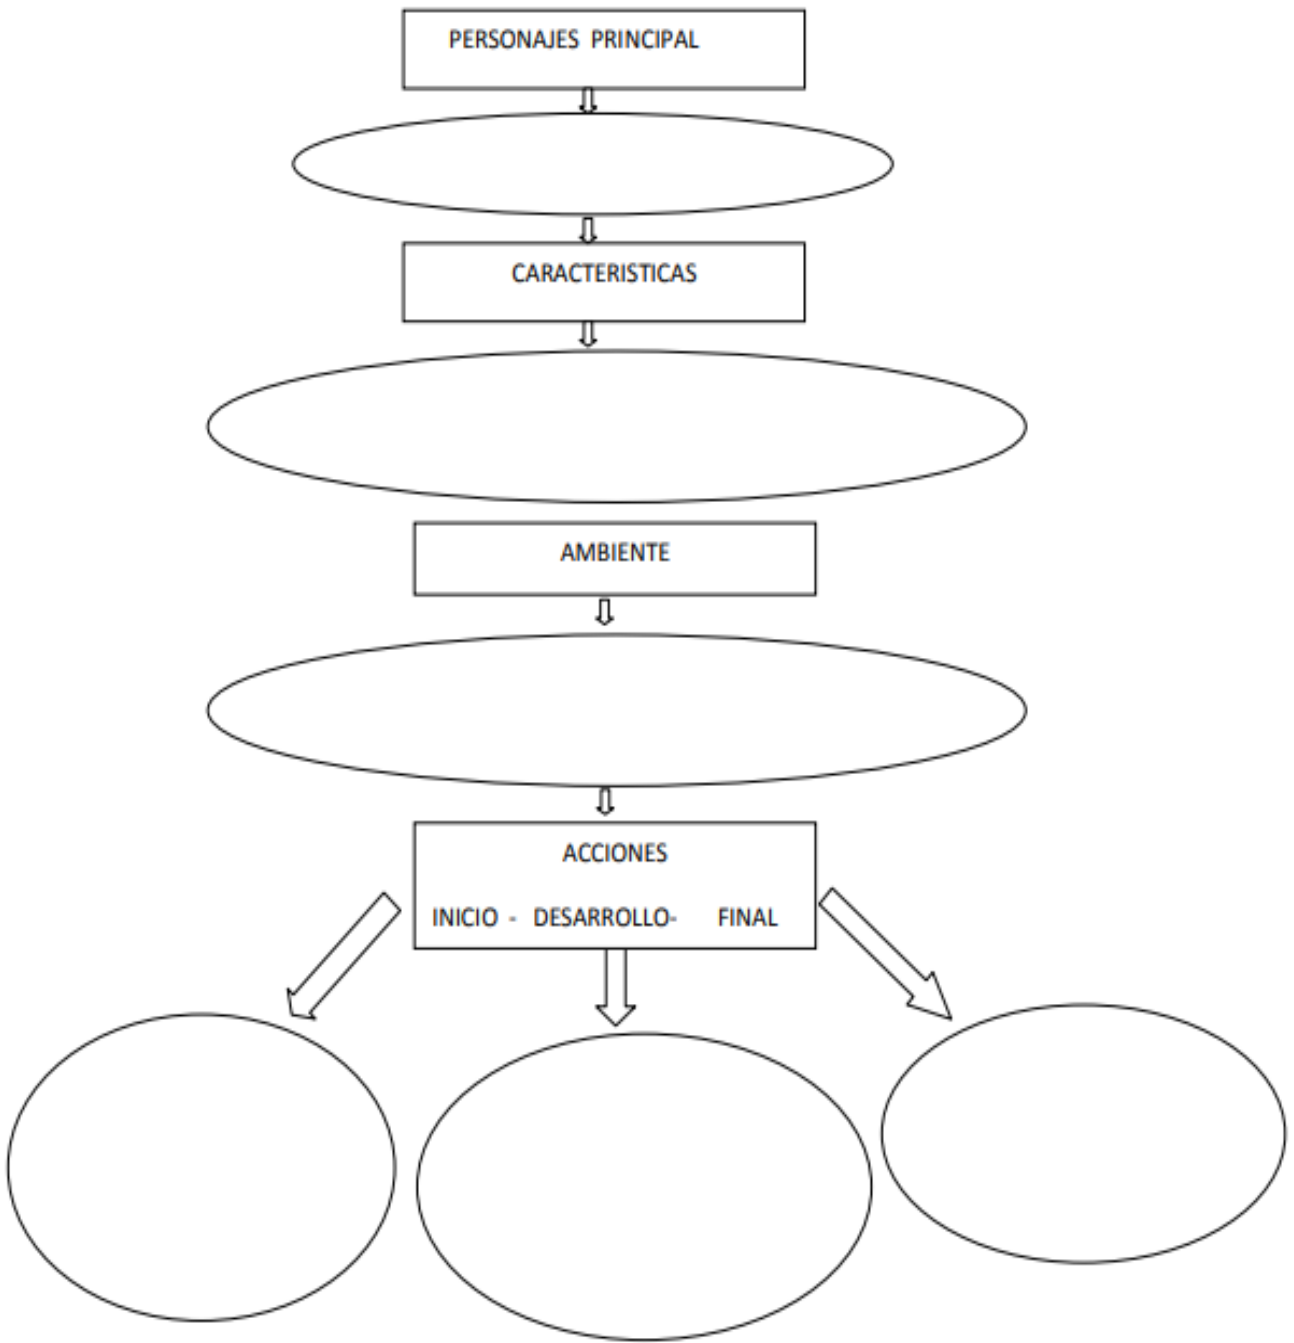 PERSONAJES PRINCIPAL
CARACTERISTICAS
AMBIENTE
ACCIONES
INICIO - DESARROLLO- FINAL